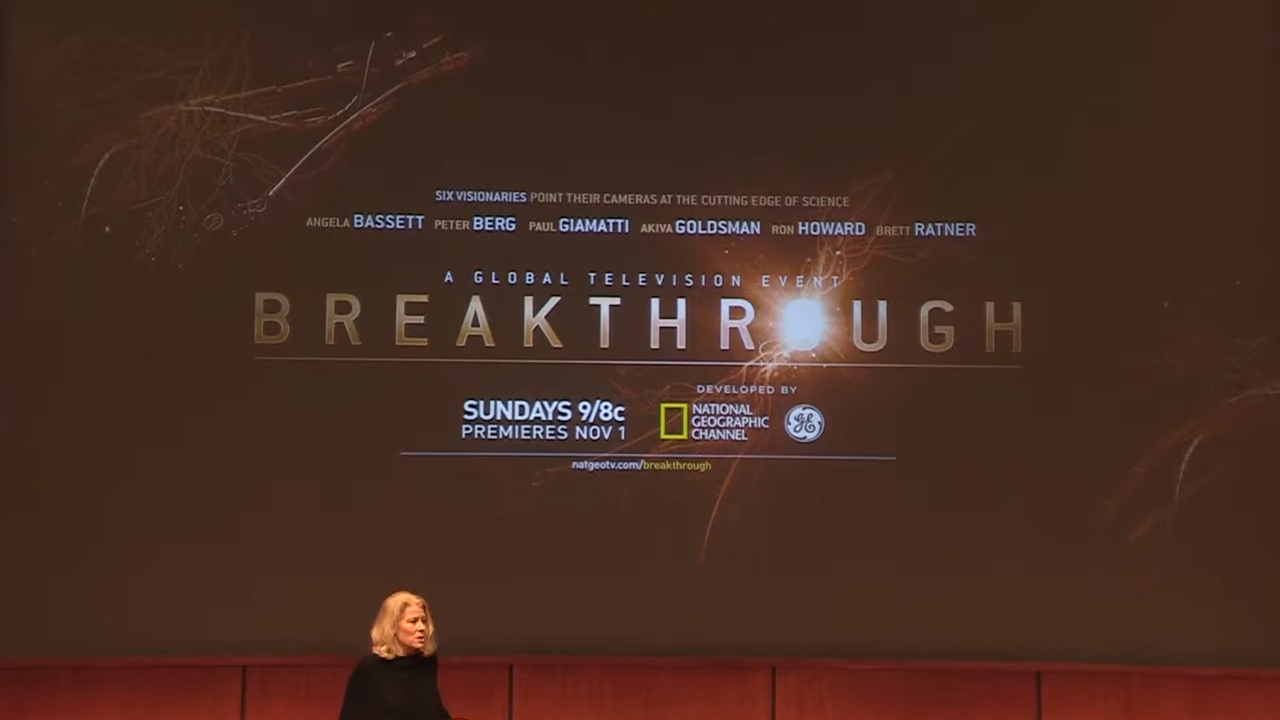 SIX VISIONARIES POINT THEIR CAMERAS AT THE CUTTING EDGE OF SCIENCE
ANGELA BASSETT PETER BERG PAUL GIAMATTI AKIVA GOLDSMAN RON HOWARD BRETT RATNER
A GLOBAL TELEVISION EVENT
BREAKTHROUGH
DEVELOPED BY
SUNDAYS 9/8c
PREMIERES NOV 1
NATIONAL
GEOGRAPHIC
CHANNEL
GE
natgeotv.com/breakthrough